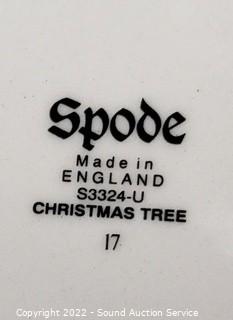 Spode
Made in
ENGLAND
S3324-U
CHRISTMAS TREE
17
Copyright 2022 - Sound Auction Service